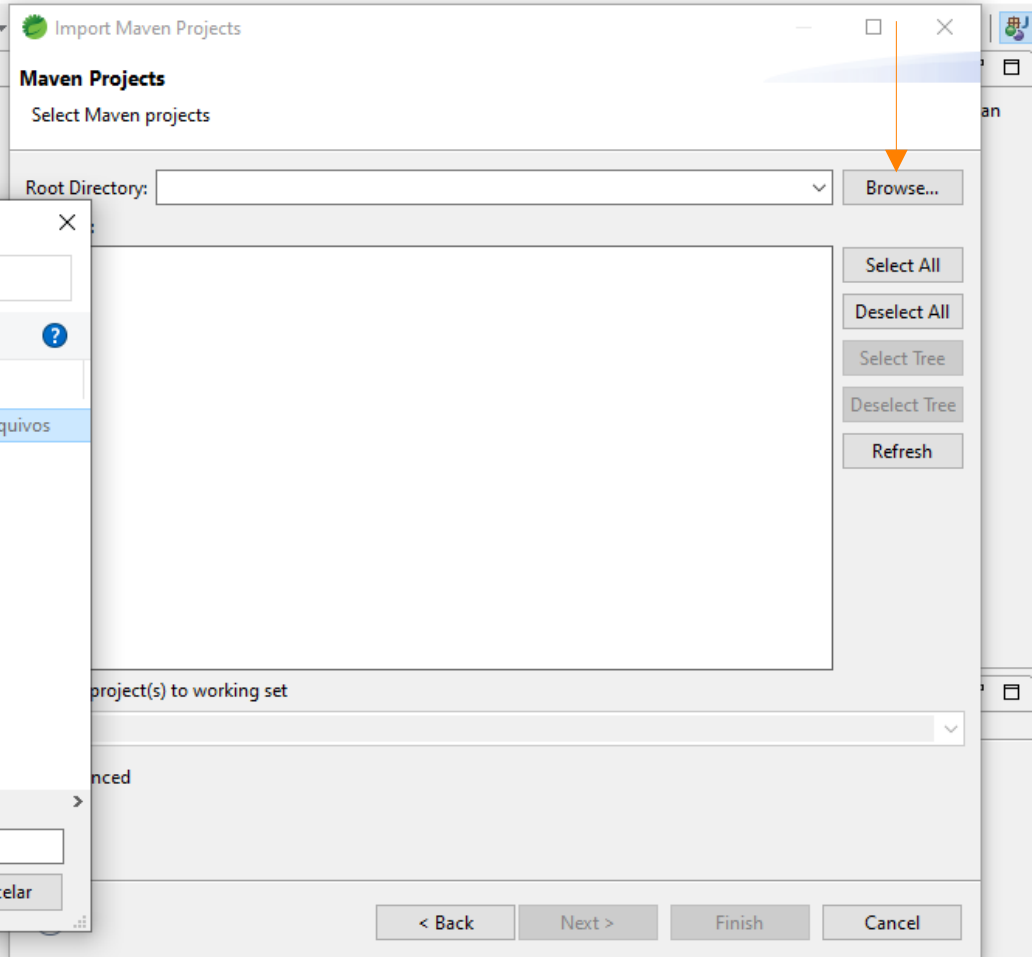 Import Maven Projects
Maven Projects
Select Maven projects
an
Root Directory:
Browse...
:
Select All
Deselect All
Select Tree
quivos
Deselect Tree
Refresh
project(s) to working set
nced
celar
< Back
Next >
Finish
Cancel